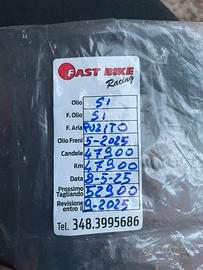 FAST BIKE
Racing
Olio SI
F. Olio SI
F. Aria PULITO
Olio Freni 5-2025
Candele 47900
Km 47900
Data 8-5-25
Prossimo Tagliando 52900
Revisione entro il 9-2025
Tel. 348.3995686